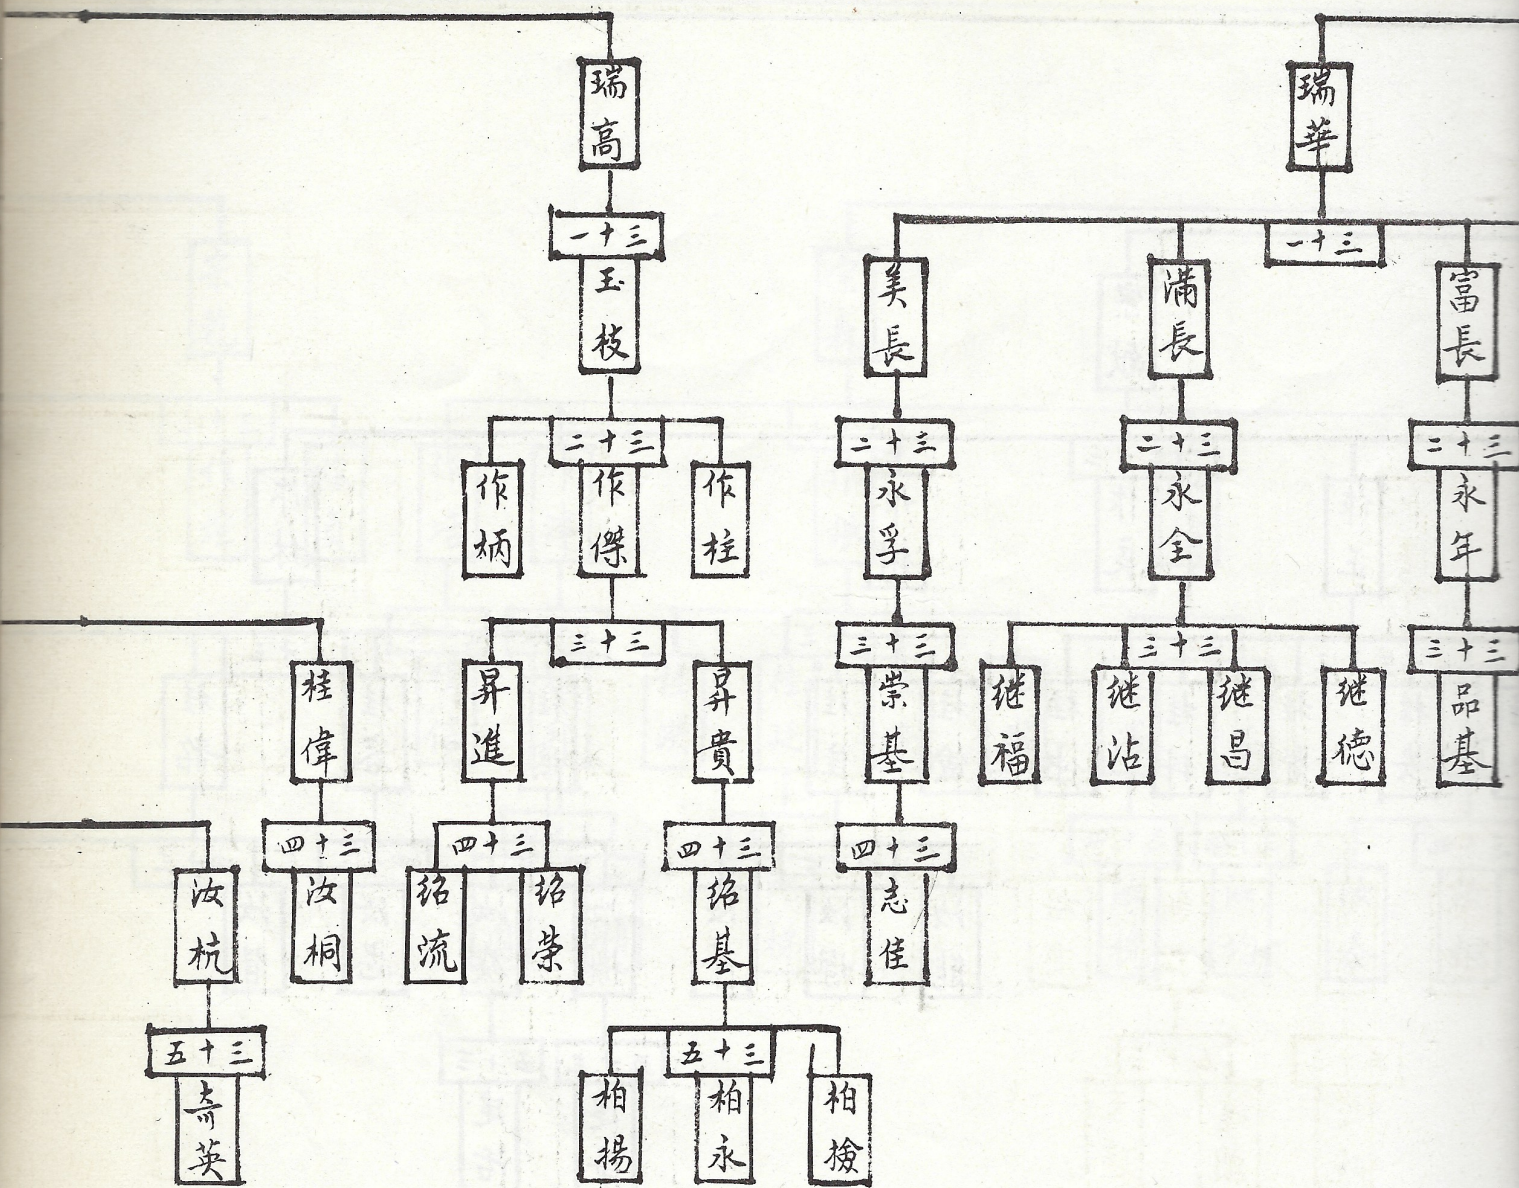 瑞華
瑞高
三十一
三十一
富長
滿長
美長
玉枝
三十二
三十二
三十二
三十二
永年
永全
永孚
作柱
作傑
作炳
三十三
三十三
三十三
三十三
品基
继德
继昌
继沾
继福
崇基
昇貴
昇進
桂偉
三十四
三十四
三十四
三十四
志佳
紹基
紹榮
紹流
汝桐
汝杭
三十五
三十五
柏撿
柏永
柏揚
奇英